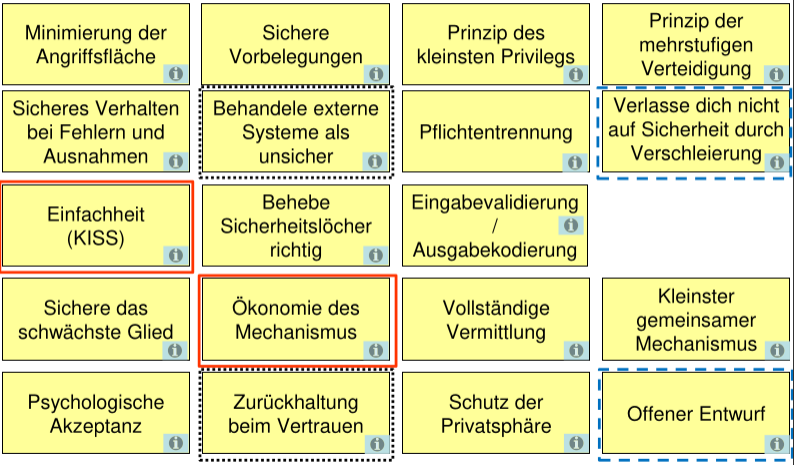 Minimierung der
Angriffsfläche
Sichere
Vorbelegungen
Prinzip des
kleinsten Privilegs
Prinzip der
mehrstufigen
Verteidigung
Sicheres Verhalten
bei Fehlern und
Ausnahmen
Behandele externe
Systeme als
unsicher
Pflichtentrennung
Verlasse dich nicht
auf Sicherheit durch
Verschleierung
Einfachheit
(KISS)
Behebe
Sicherheitslöcher
richtig
Eingabevalidierung
/
Ausgabekodierung
Sichere das
schwächste Glied
Ökonomie des
Mechanismus
Vollständige
Vermittlung
Kleinster
gemeinsamer
Mechanismus
Psychologische
Akzeptanz
Zurückhaltung
beim Vertrauen
Schutz der
Privatsphäre
Offener Entwurf